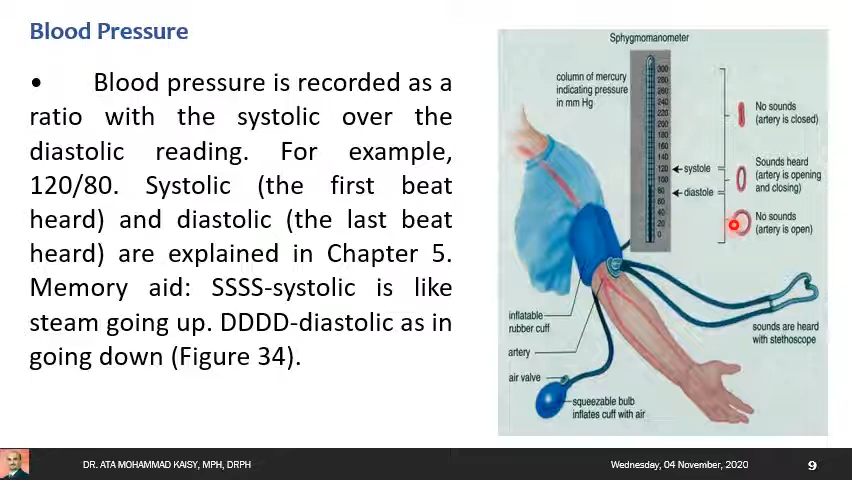 Blood Pressure
• Blood pressure is recorded as a
ratio with the systolic over the
diastolic reading. For example,
120/80. Systolic (the first beat
heard) and diastolic (the last beat
heard) are explained in Chapter 5.
Memory aid: SSSS-systolic is like
steam going up. DDDD-diastolic as in
going down (Figure 34).
Sphygmomanometer
column of mercury
indicating pressure
in mm Hg
300
280
260
240
220
200
180
160
140
120
100
80
60
40
20
0
systole
diastole
No sounds
(artery is closed)
Sounds heard
(artery is opening
and closing)
No sounds
(artery is open)
inflatable
rubber cuff
artery
air valve
squeezable bulb
inflates cuff with air
sounds are heard
with stethoscope
DR. ATA MOHAMMAD KAISY, MPH, DRPH
Wednesday, 04 November, 2020
9